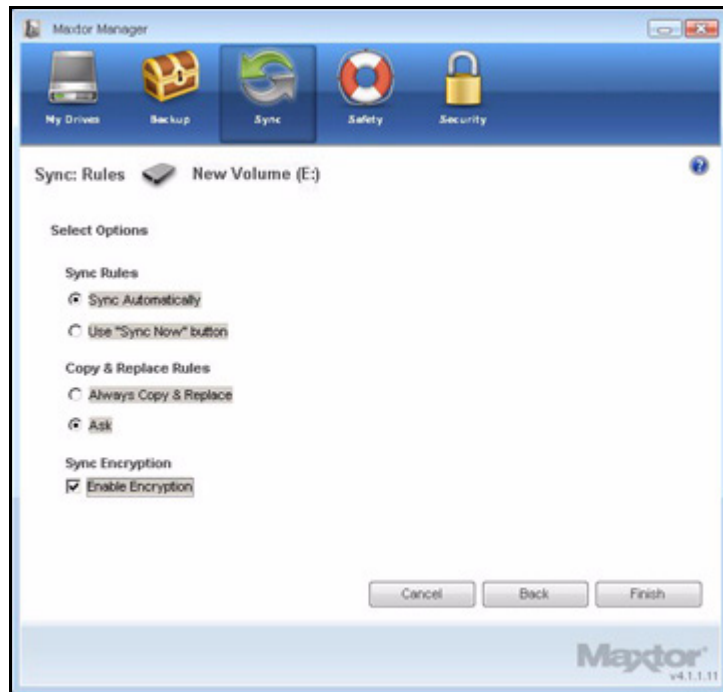 Maxtor Manager
My Drives Backup Sync Safety Security
Sync: Rules New Volume (E:)
Select Options
Sync Rules
Sync Automatically
Use "Sync Now" button
Copy & Replace Rules
Always Copy & Replace
Ask
Sync Encryption
Enable Encryption
Cancel Back Finish
Maxtor
v4.1.1.11